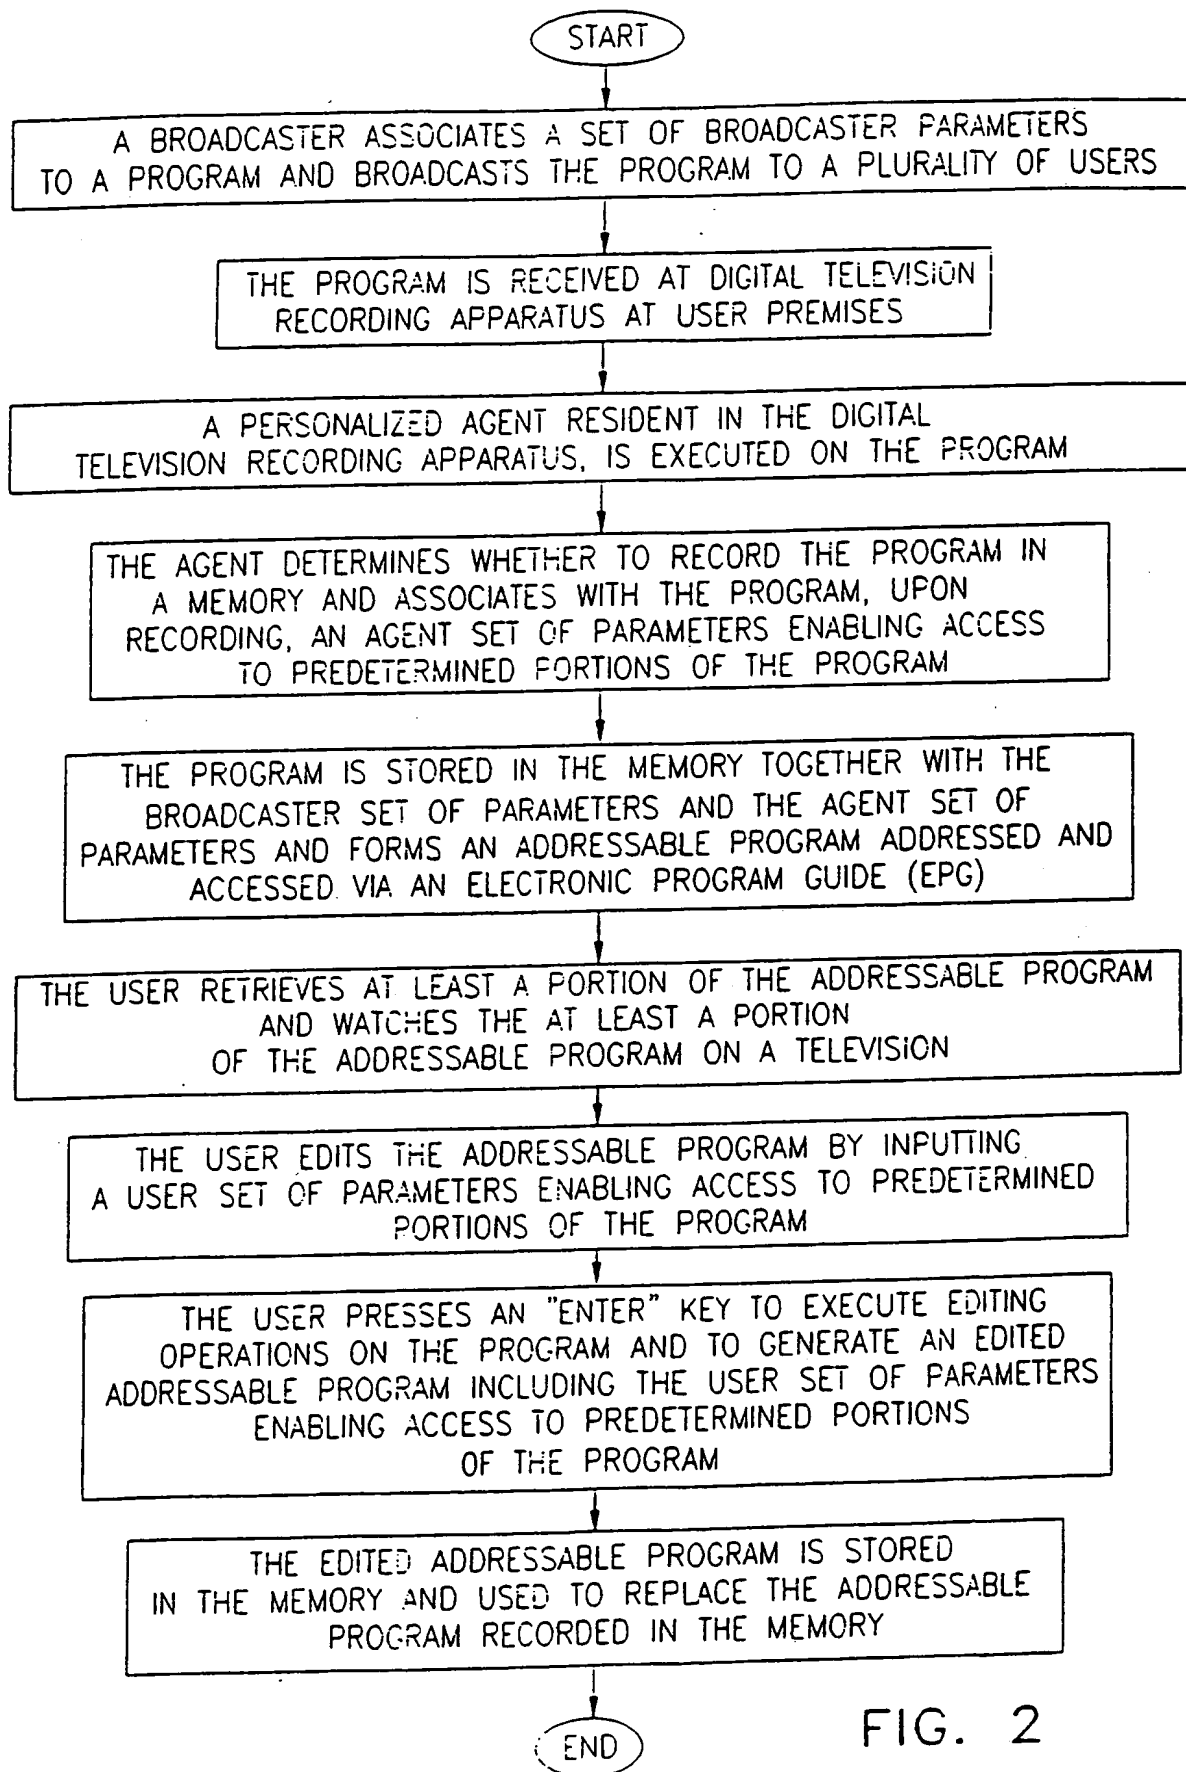 START
A BROADCASTER ASSOCIATES A SET OF BROADCASTER PARAMETERS
TO A PROGRAM AND BROADCASTS THE PROGRAM TO A PLURALITY OF USERS
THE PROGRAM IS RECEIVED AT DIGITAL TELEVISION
RECORDING APPARATUS AT USER PREMISES
A PERSONALIZED AGENT RESIDENT IN THE DIGITAL
TELEVISION RECORDING APPARATUS, IS EXECUTED ON THE PROGRAM
THE AGENT DETERMINES WHETHER TO RECORD THE PROGRAM IN
A MEMORY AND ASSOCIATES WITH THE PROGRAM, UPON
RECORDING, AN AGENT SET OF PARAMETERS ENABLING ACCESS
TO PREDETERMINED PORTIONS OF THE PROGRAM
THE PROGRAM IS STORED IN THE MEMORY TOGETHER WITH THE
BROADCASTER SET OF PARAMETERS AND THE AGENT SET OF
PARAMETERS AND FORMS AN ADDRESSABLE PROGRAM ADDRESSED AND
ACCESSED VIA AN ELECTRONIC PROGRAM GUIDE (EPG)
THE USER RETRIEVES AT LEAST A PORTION OF THE ADDRESSABLE PROGRAM
AND WATCHES THE AT LEAST A PORTION
OF THE ADDRESSABLE PROGRAM ON A TELEVISION
THE USER EDITS THE ADDRESSABLE PROGRAM BY INPUTTING
A USER SET OF PARAMETERS ENABLING ACCESS TO PREDETERMINED
PORTIONS OF THE PROGRAM
THE USER PRESSES AN "ENTER" KEY TO EXECUTE EDITING
OPERATIONS ON THE PROGRAM AND TO GENERATE AN EDITED
ADDRESSABLE PROGRAM INCLUDING THE USER SET OF PARAMETERS
ENABLING ACCESS TO PREDETERMINED PORTIONS
OF THE PROGRAM
THE EDITED ADDRESSABLE PROGRAM IS STORED
IN THE MEMORY AND USED TO REPLACE THE ADDRESSABLE
PROGRAM RECORDED IN THE MEMORY
END
FIG. 2